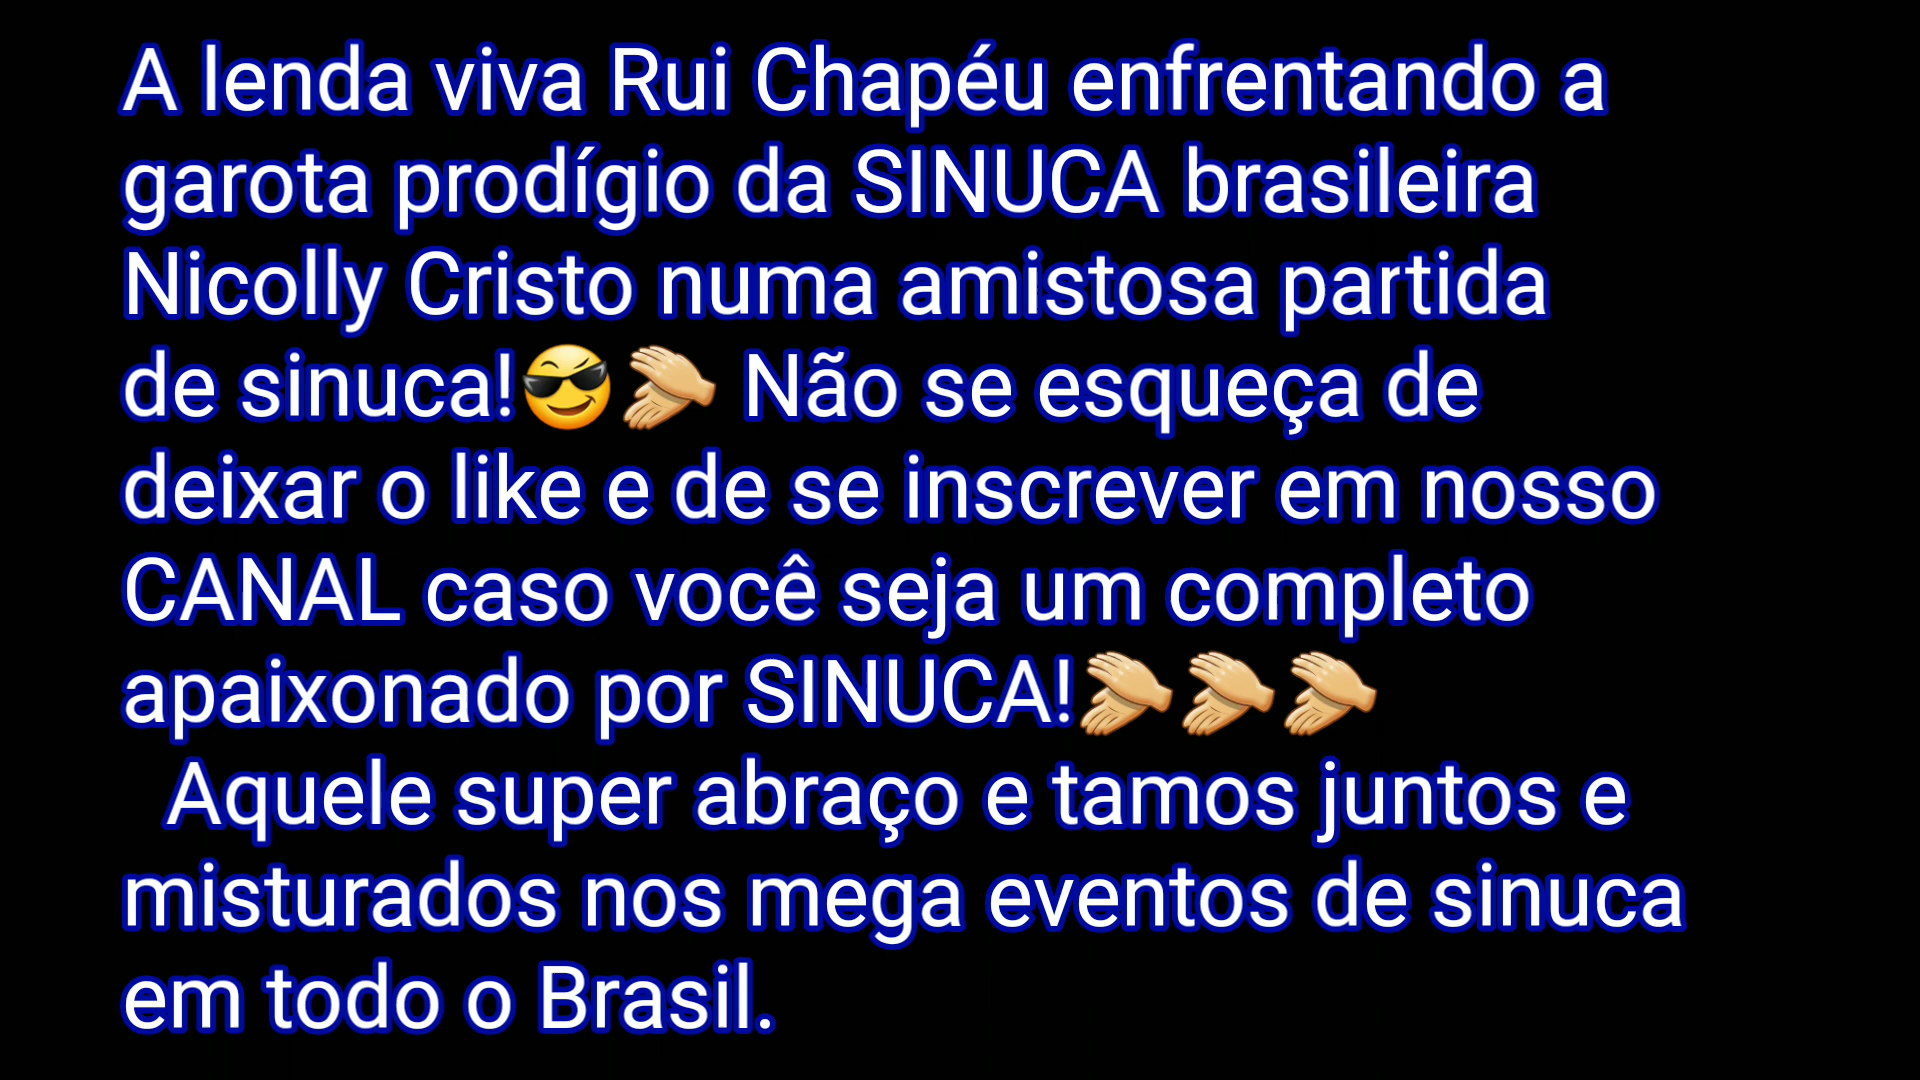 A lenda viva Rui Chapéu enfrentando a
garota prodígio da SINUCA brasileira
Nicolly Cristo numa amistosa partida
de sinuca!😎👏🏼 Não se esqueça de
deixar o like e de se inscrever em nosso
CANAL caso você seja um completo
apaixonado por SINUCA!👏🏼👏🏼👏🏼
Aquele super abraço e tamos juntos e
misturados nos mega eventos de sinuca
em todo o Brasil.